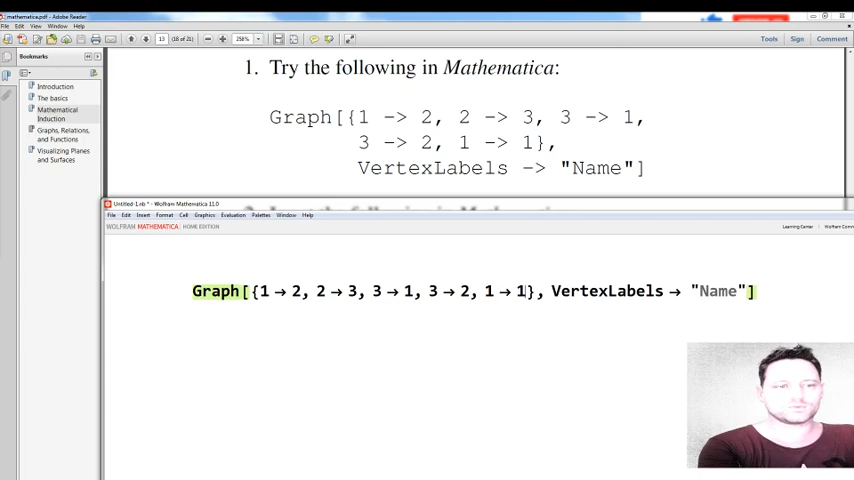 mathematica.pdf - Adobe Reader
File Edit View Window Help
13 (18 of 21) 258%
Tools Sign Comment
Bookmarks
Introduction
The basics
Mathematical
Induction
Graphs, Relations,
and Functions
Visualizing Planes
and Surfaces
1. Try the following in Mathematica:
Graph[{1 -> 2, 2 -> 3, 3 -> 1,
3 -> 2, 1 -> 1},
VertexLabels -> "Name"]
Untitled-1.nb * - Wolfram Mathematica 11.0
File Edit Insert Format Cell Graphics Evaluation Palettes Window Help
WOLFRAM MATHEMATICA HOME EDITION
Learning Center Wolfram Comm
Graph[{1 → 2, 2 → 3, 3 → 1, 3 → 2, 1 → 1}, VertexLabels → "Name"]